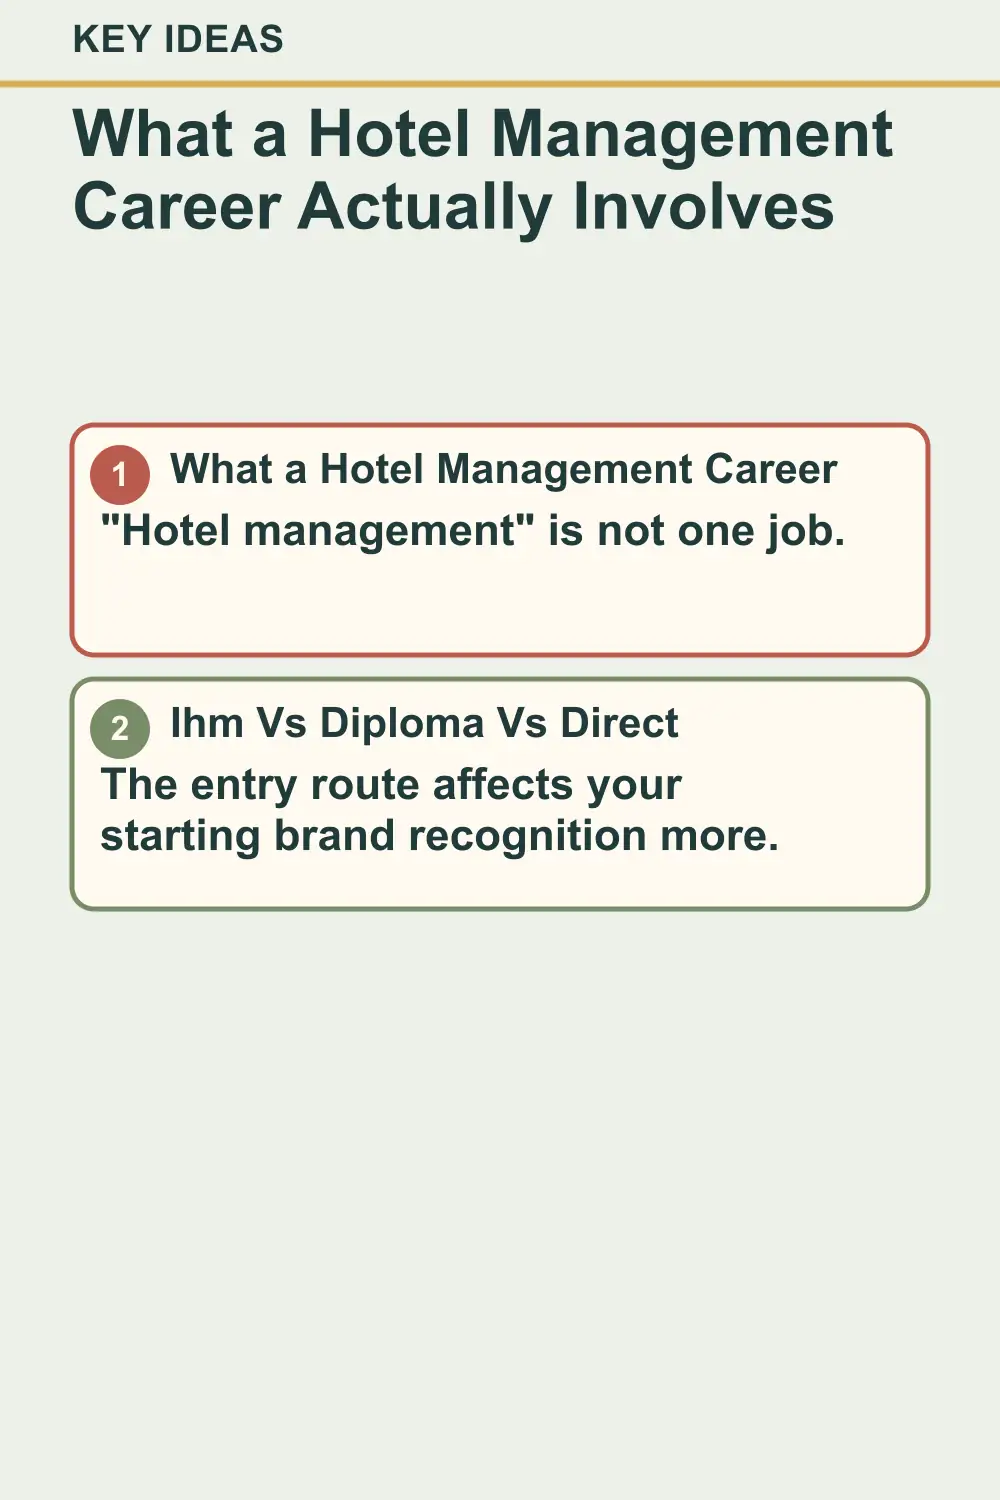 KEY IDEAS
What a Hotel Management
Career Actually Involves
1 What a Hotel Management Career
"Hotel management" is not one job.
2 Ihm Vs Diploma Vs Direct
The entry route affects your
starting brand recognition more.